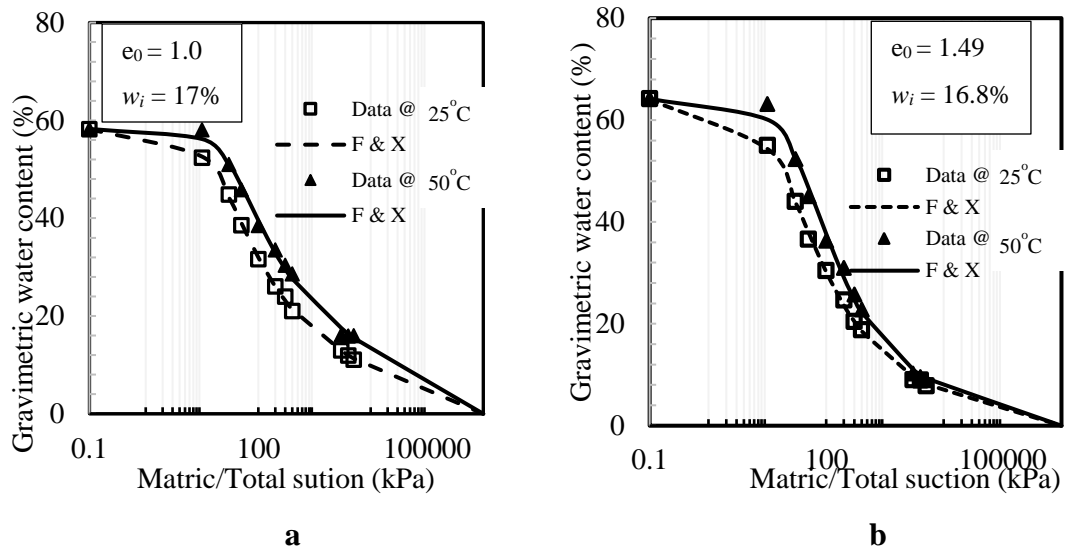 80
60
40
20
0
Gravimetric water content (%)
e0 = 1.0
wi = 17%
Data @ 25°C
F & X
Data @ 50°C
F & X
0.1
100
100000
Matric/Total sution (kPa)
a
80
60
40
20
0
Gravimetric water content (%)
e0 = 1.49
wi = 16.8%
Data @ 25°C
F & X
Data @ 50°C
F & X
0.1
100
100000
Matric/Total suction (kPa)
b